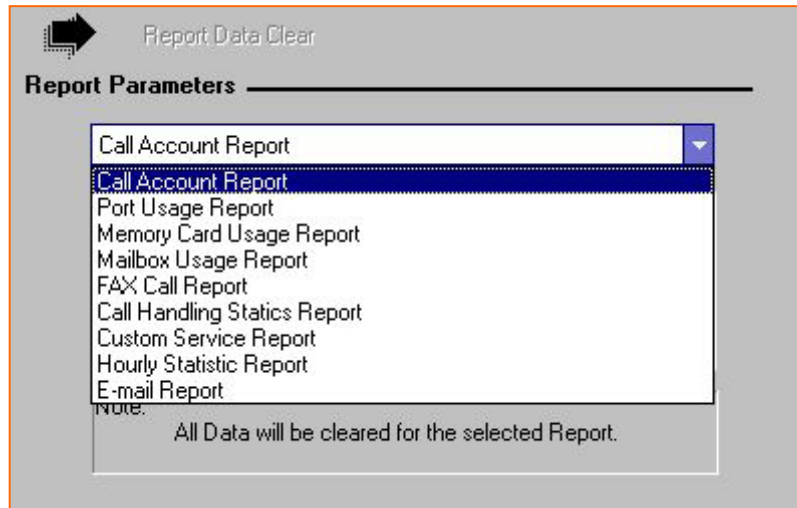 Report Data Clear
Report Parameters
Call Account Report
Call Account Report
Port Usage Report
Memory Card Usage Report
Mailbox Usage Report
FAX Call Report
Call Handling Statics Report
Custom Service Report
Hourly Statistic Report
E-mail Report
Note:
All Data will be cleared for the selected Report.